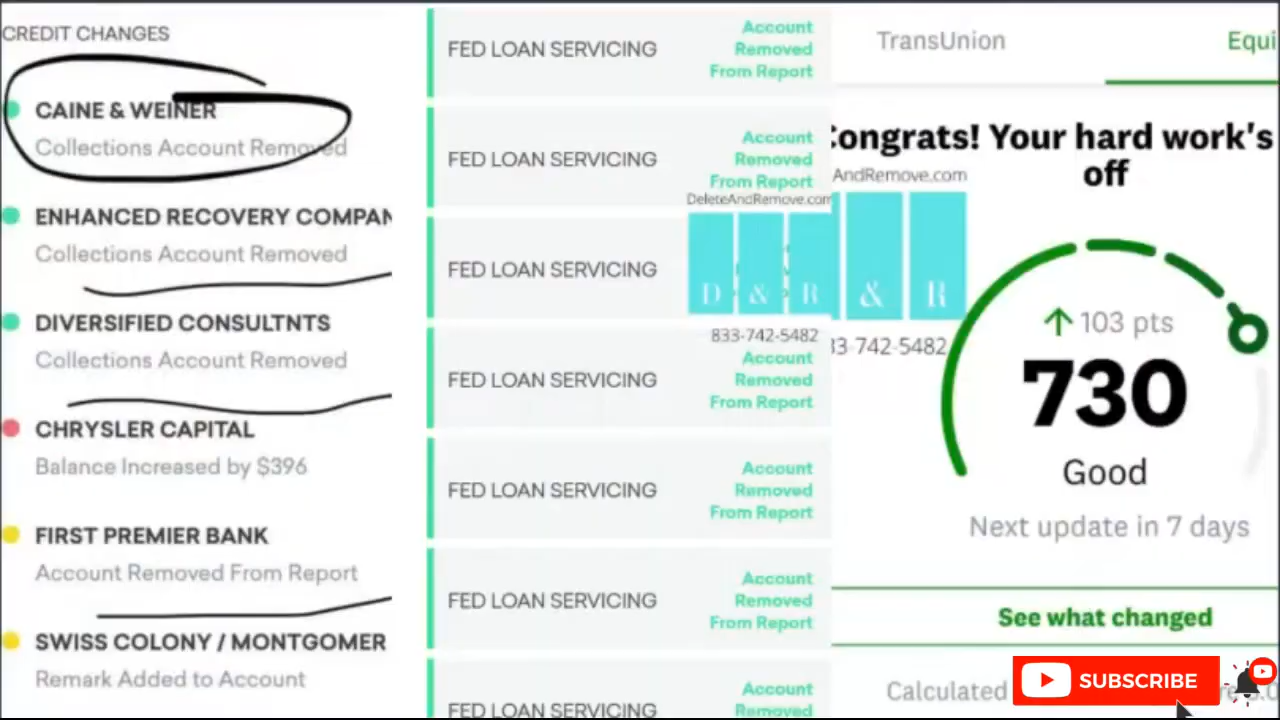 CREDIT CHANGES
CAINE & WEINER
Collections Account Removed
ENHANCED RECOVERY COMPAN
Collections Account Removed
DIVERSIFIED CONSULTNTS
Collections Account Removed
CHRYSLER CAPITAL
Balance Increased by $396
FIRST PREMIER BANK
Account Removed From Report
SWISS COLONY / MONTGOMER
Remark Added to Account
FED LOAN SERVICING
Account
Removed
From Report
FED LOAN SERVICING
Account
Removed
From Report
DeleteAndRemove.com
FED LOAN SERVICING
D & R
833-742-5482
FED LOAN SERVICING
Account
Removed
From Report
FED LOAN SERVICING
Account
Removed
From Report
FED LOAN SERVICING
Account
Removed
From Report
FED LOAN SERVICING
Account
Removed
TransUnion
Equi
Congrats! Your hard work's
off
AndRemove.com
& R
33-742-5482
103 pts
730
Good
Next update in 7 days
See what changed
Calculated
SUBSCRIBE